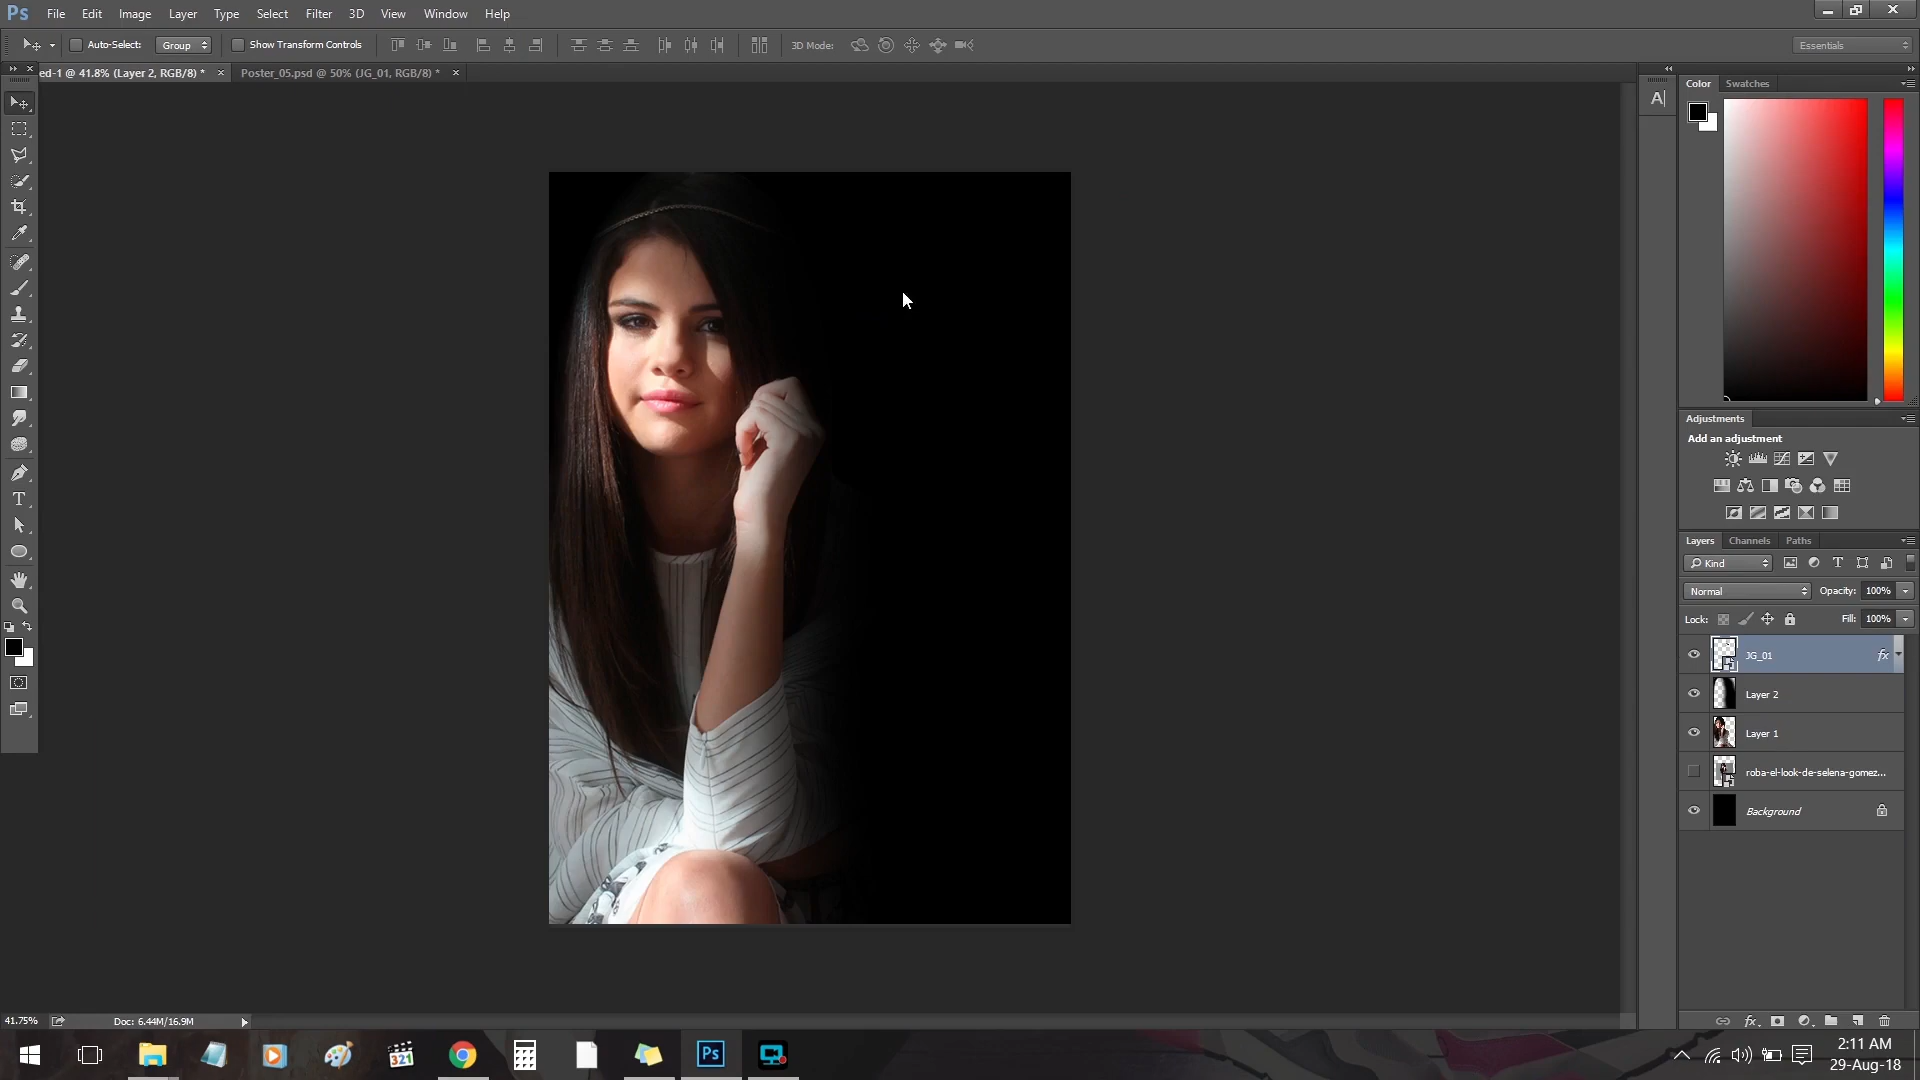 Ps File Edit Image Layer Type Select Filter 3D View Window Help
Auto-Select: Group Show Transform Controls 3D Mode: Essentials
ed-1 @ 41.8% (Layer 2, RGB/8) * × Poster_05.psd @ 50% (JG_01, RGB/8) * ×
Color Swatches
A
T
Adjustments
Add an adjustment
Layers Channels Paths
Kind T
Normal Opacity: 100%
Lock: Fill: 100%
JG_01 fx
Layer 2
Layer 1
roba-el-look-de-selena-gomez...
Background
41.75% Doc: 6.44M/16.9M
fx
321 Ps
2:11 AM
29-Aug-18